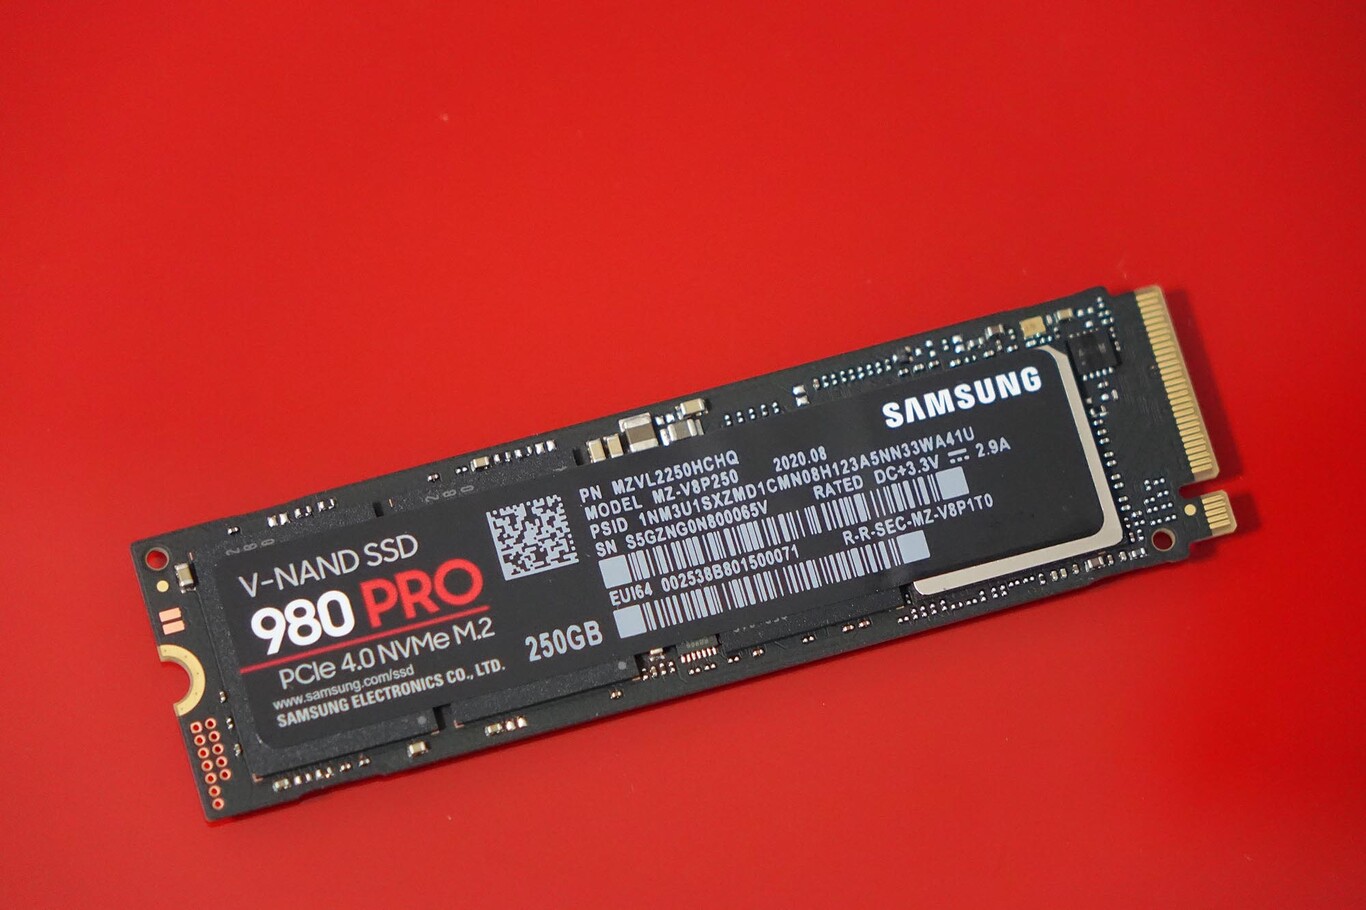 V-NAND SSD
980 PRO
PCIe 4.0 NVMe M.2
www.samsung.com/ssd
SAMSUNG ELECTRONICS CO., LTD.
250GB
PN MZVL2250HCHQ 2020.08
MODEL MZ-V8P250
PSID 1NM3U1SXZMD1CMN08H123A5NN33WA41U
SN S5GZNG0N800065V RATED DC+3.3V ⎓ 2.9A
EUI64 002538B801500071 R-R-SEC-MZ-V8P1T0
SAMSUNG